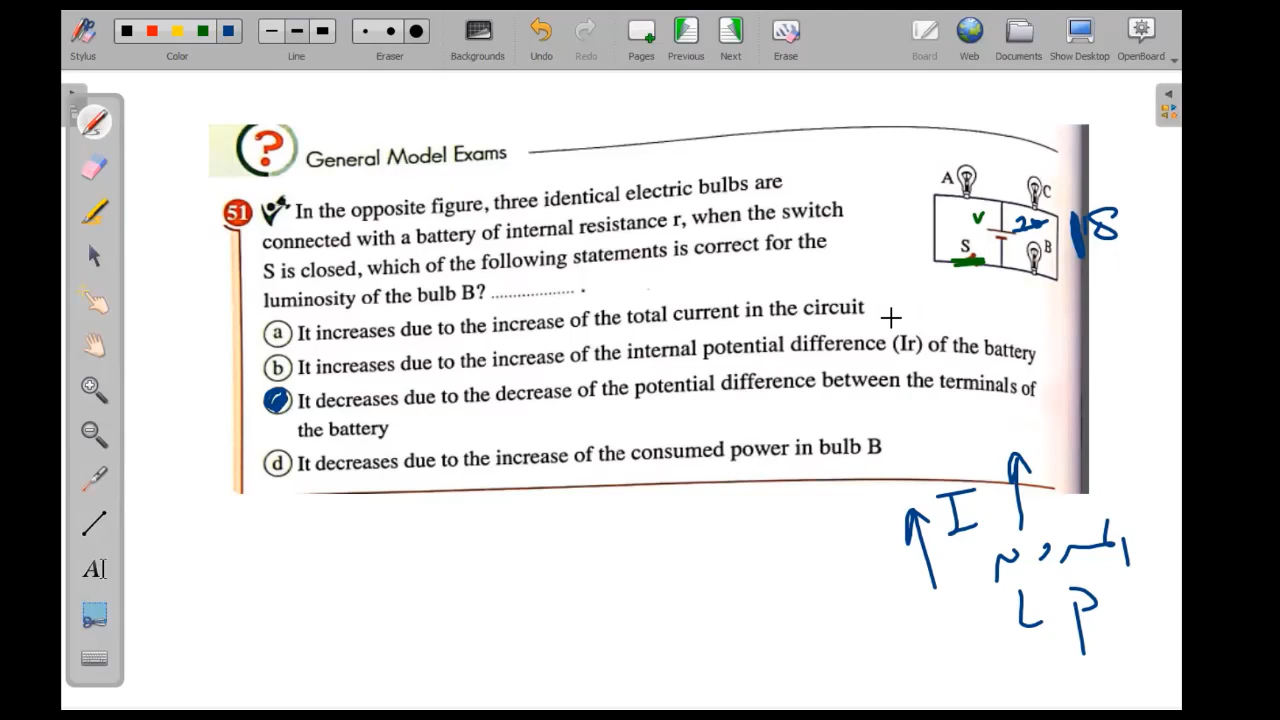 Stylus
Color
Line
Eraser
Backgrounds
Undo
Redo
Pages
Previous
Next
Erase
Board
Web
Documents
Show Desktop
OpenBoard
? General Model Exams
51 In the opposite figure, three identical electric bulbs are
connected with a battery of internal resistance r, when the switch
S is closed, which of the following statements is correct for the
luminosity of the bulb B? ................... .
a It increases due to the increase of the total current in the circuit
b It increases due to the increase of the internal potential difference (Ir) of the battery
It decreases due to the decrease of the potential difference between the terminals of
the battery
d It decreases due to the increase of the consumed power in bulb B
A
C
V
18
S
B
I
L P
A